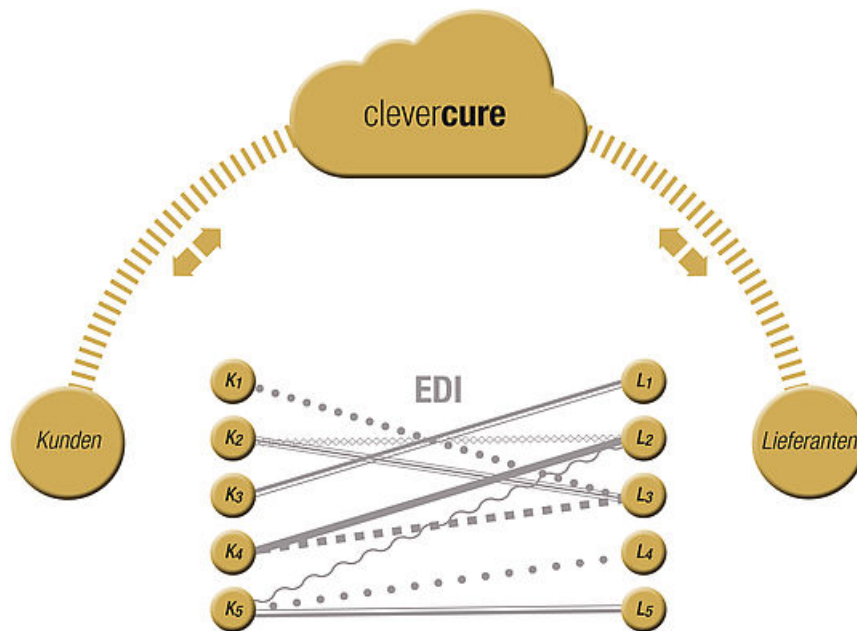 clevercure
EDI
K1
L1
Kunden
K2
L2
Lieferanten
K3
L3
K4
L4
K5
L5